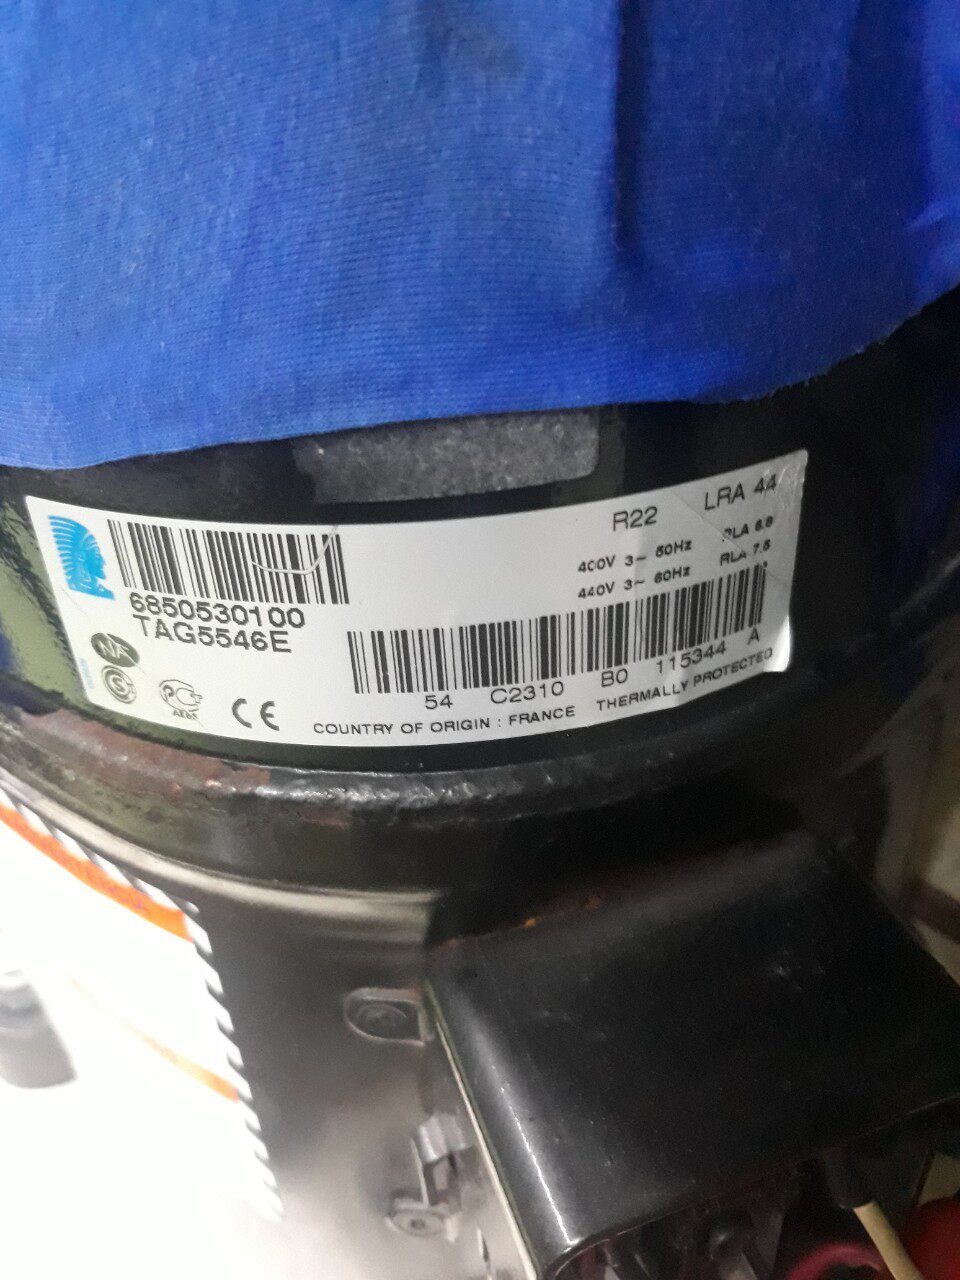 R22 LRA 44
400V 3~ 50Hz RLA 6.8
440V 3~ 60Hz RLA 7.5
6850530100
TAG5546E
54 C2310 B0 115344 A
NF
CE
COUNTRY OF ORIGIN : FRANCE THERMALLY PROTECTED